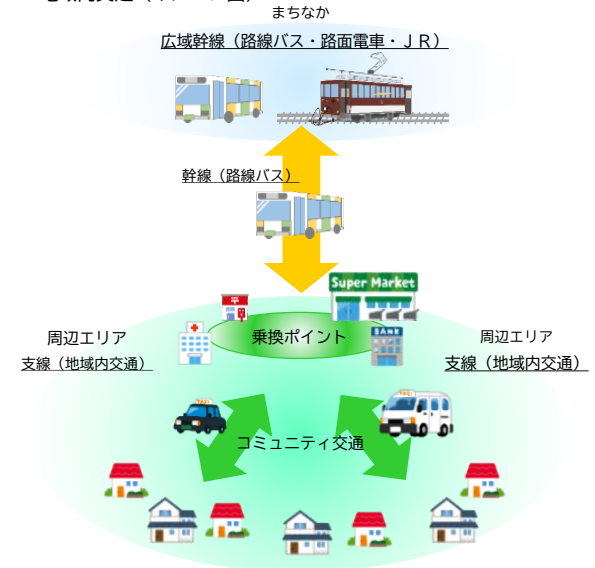 まちなか
広域幹線（路線バス・路面電車・ＪＲ）
幹線（路線バス）
Super Market
〒
BANK
乗換ポイント
周辺エリア
支線（地域内交通）
周辺エリア
支線（地域内交通）
TAXI
TAXI
コミュニティ交通